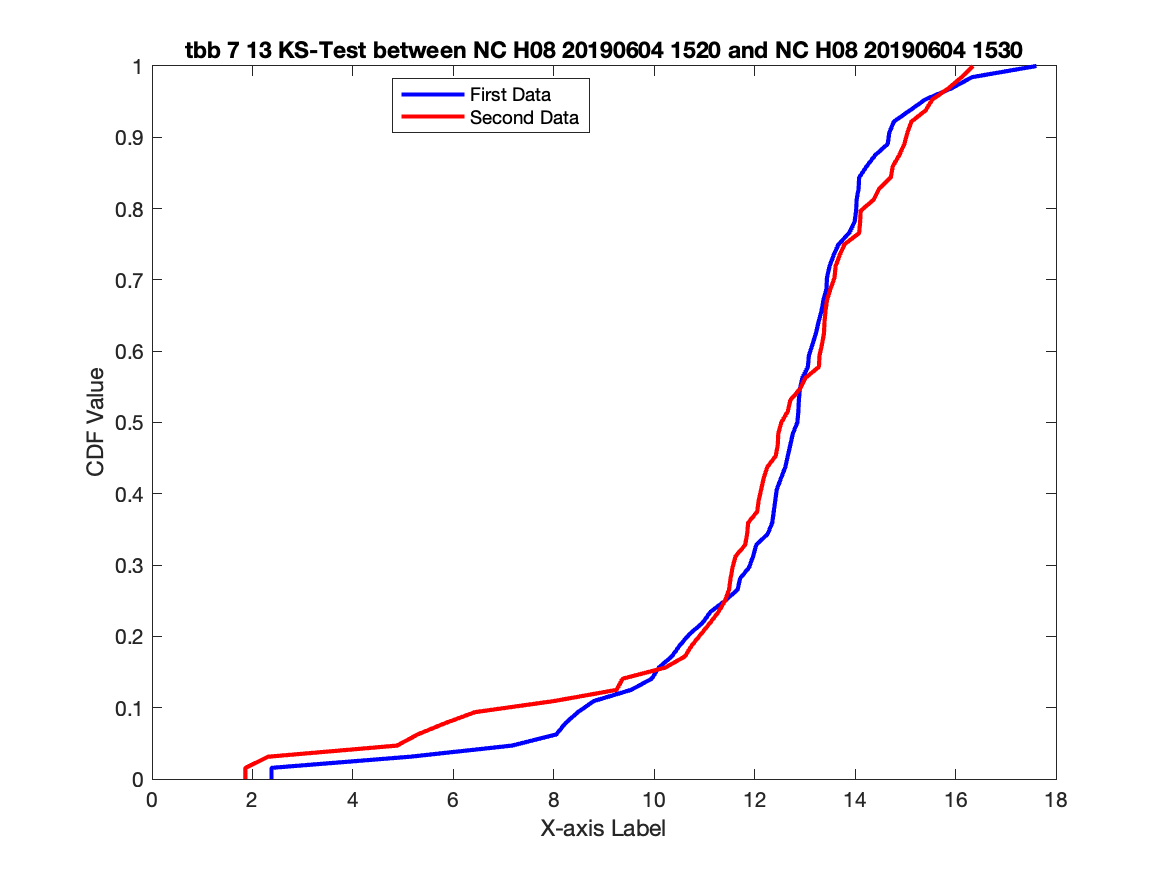 tbb 7 13 KS-Test between NC H08 20190604 1520 and NC H08 20190604 1530
First Data
Second Data
CDF Value
1
0.9
0.8
0.7
0.6
0.5
0.4
0.3
0.2
0.1
0
0 2 4 6 8 10 12 14 16 18
X-axis Label